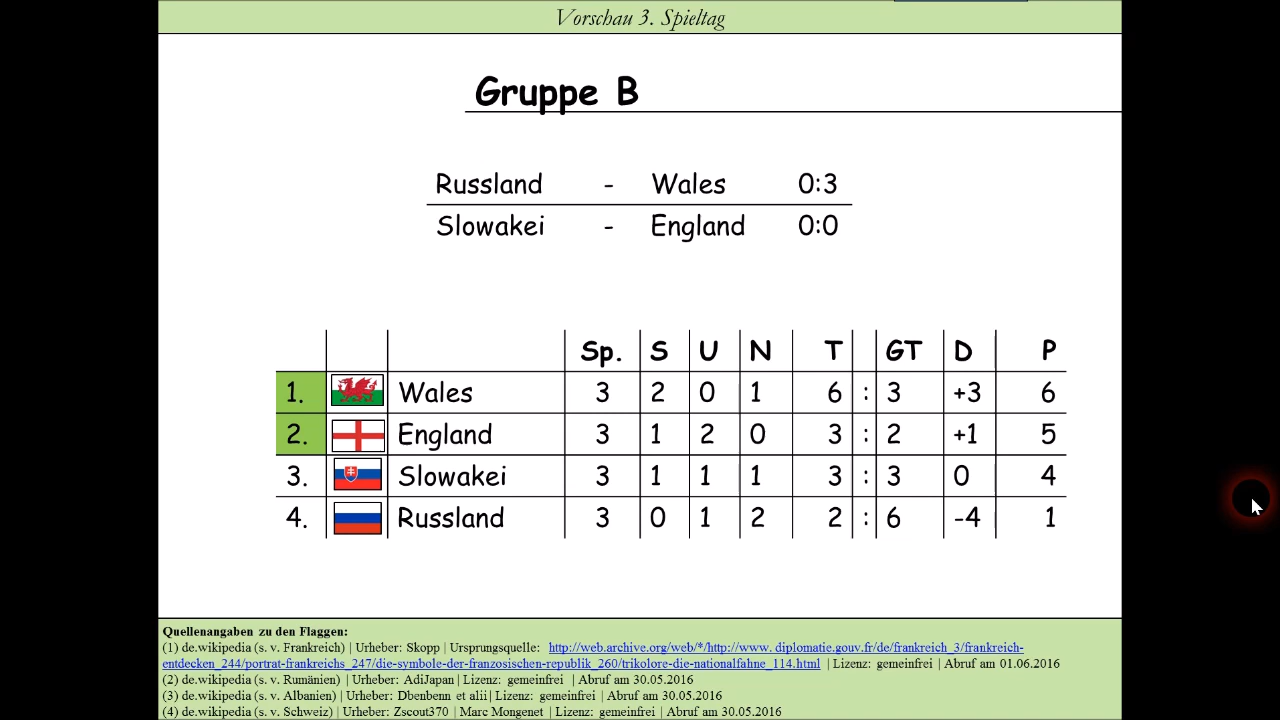 Vorschau 3. Spieltag
Gruppe B
Russland - Wales 0:3
Slowakei - England 0:0
Sp. S U N T GT D P
1. Wales 3 2 0 1 6 : 3 +3 6
2. England 3 1 2 0 3 : 2 +1 5
3. Slowakei 3 1 1 1 3 : 3 0 4
4. Russland 3 0 1 2 2 : 6 -4 1
Quellenangaben zu den Flaggen:
(1) de.wikipedia (s. v. Frankreich) | Urheber: Skopp | Ursprungsquelle: http://web.archive.org/web/*/http://www. diplomatie.gouv.fr/de/frankreich_3/frankreich-
entdecken_244/portrat-frankreichs_247/die-symbole-der-franzosischen-republik_260/trikolore-die-nationalfahne_114.html | Lizenz: gemeinfrei | Abruf am 01.06.2016
(2) de.wikipedia (s. v. Rumänien) | Urheber: AdiJapan | Lizenz: gemeinfrei | Abruf am 30.05.2016
(3) de.wikipedia (s. v. Albanien) | Urheber: Dbenbenn et alii | Lizenz: gemeinfrei | Abruf am 30.05.2016
(4) de.wikipedia (s. v. Schweiz) | Urheber: Zscout370 | Marc Mongenet | Lizenz: gemeinfrei | Abruf am 30.05.2016